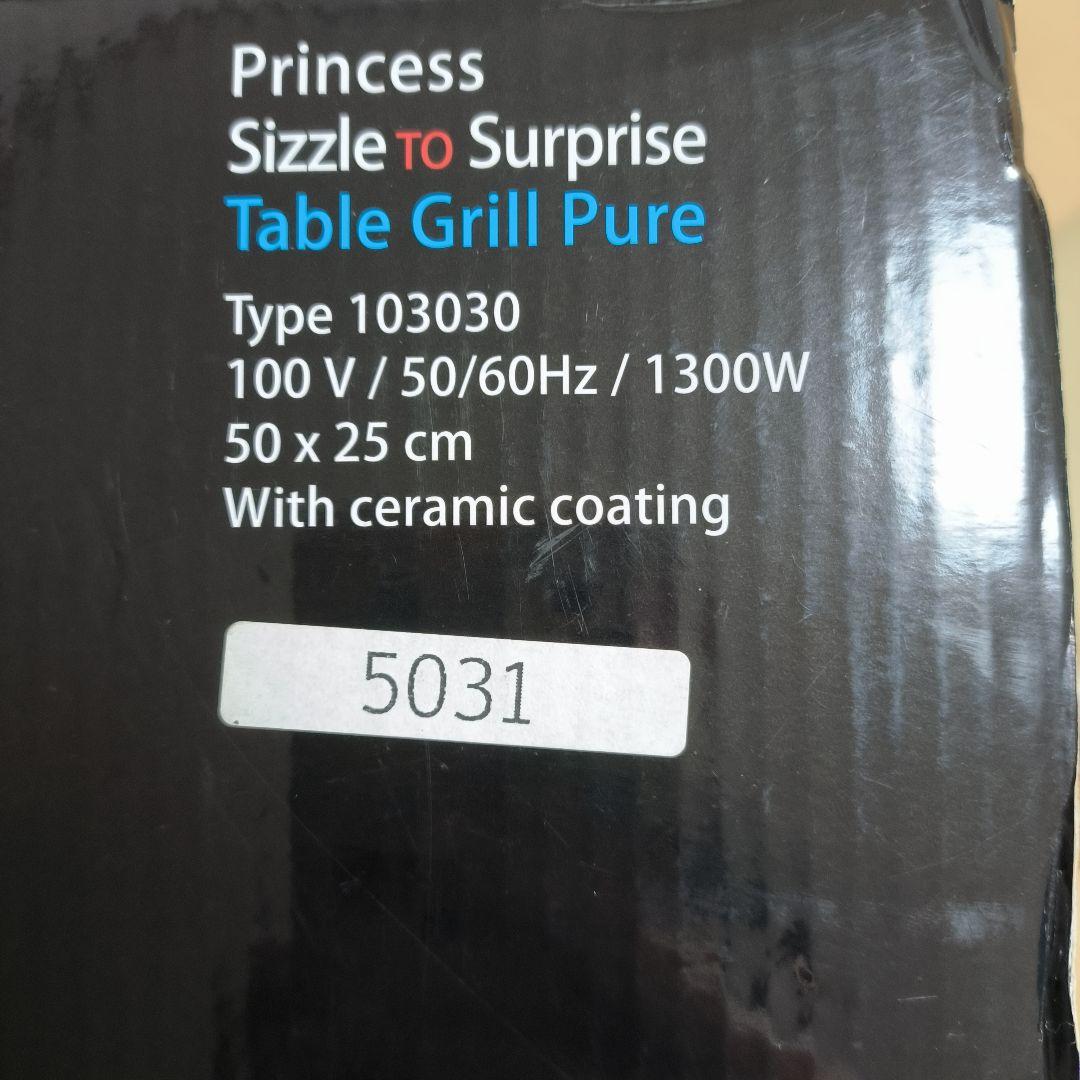 Princess
Sizzle TO Surprise
Table Grill Pure
Type 103030
100 V / 50/60Hz / 1300W
50 x 25 cm
With ceramic coating
5031